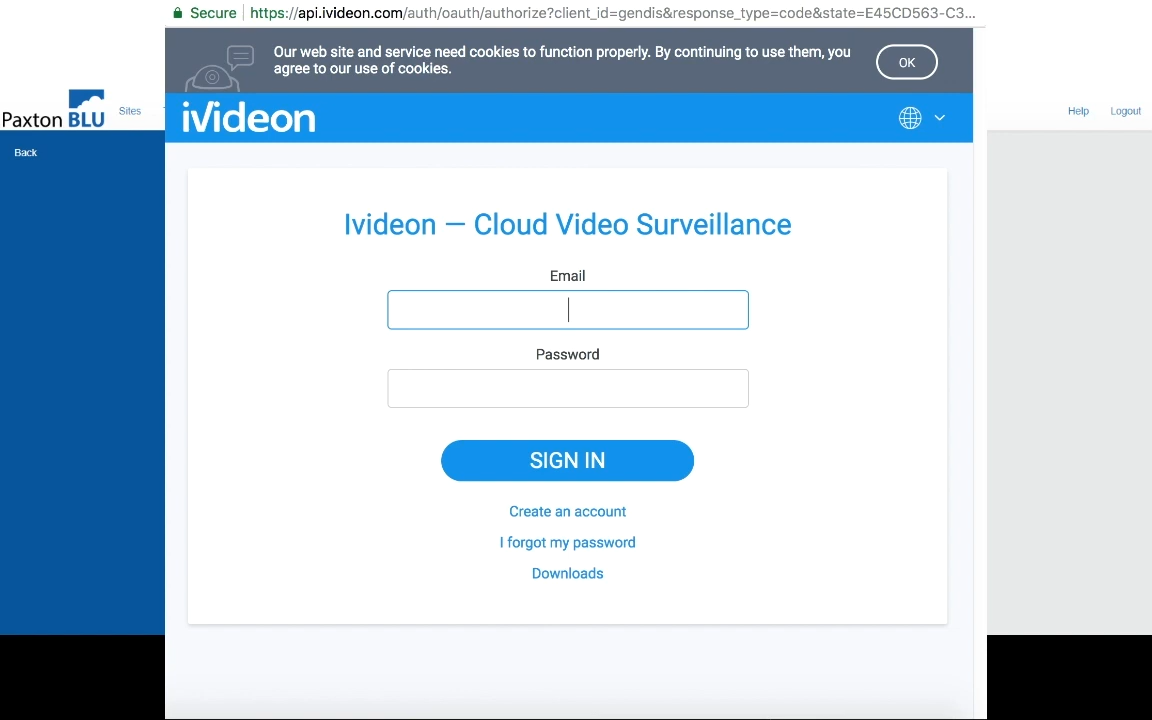 Secure https://api.ivideon.com/auth/oauth/authorize?client_id=gendis&response_type=code&state=E45CD563-C3...
Our web site and service need cookies to function properly. By continuing to use them, you
agree to our use of cookies.
OK
Paxton BLU
Sites
Help
Logout
Back
iVideon
Ivideon — Cloud Video Surveillance
Email
Password
SIGN IN
Create an account
I forgot my password
Downloads